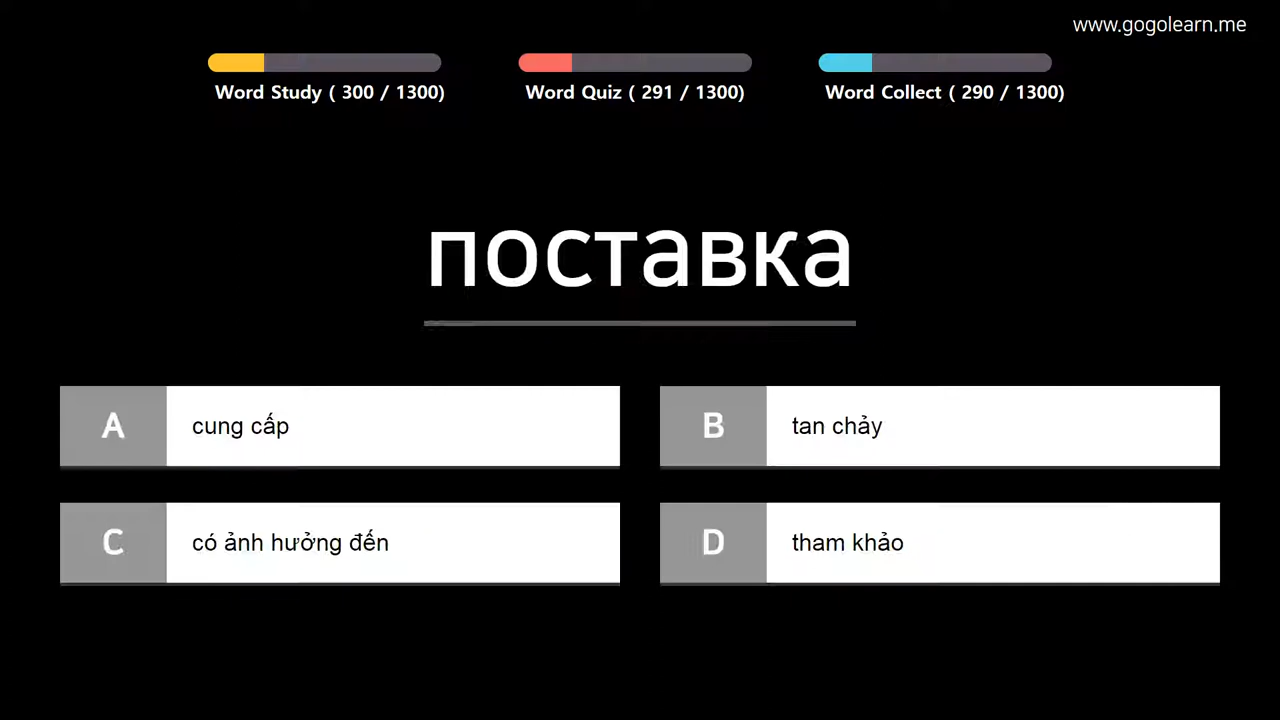 www.gogolearn.me
Word Study ( 300 / 1300)
Word Quiz ( 291 / 1300)
Word Collect ( 290 / 1300)
поставка
A cung cấp
B tan chảy
C có ảnh hưởng đến
D tham khảo